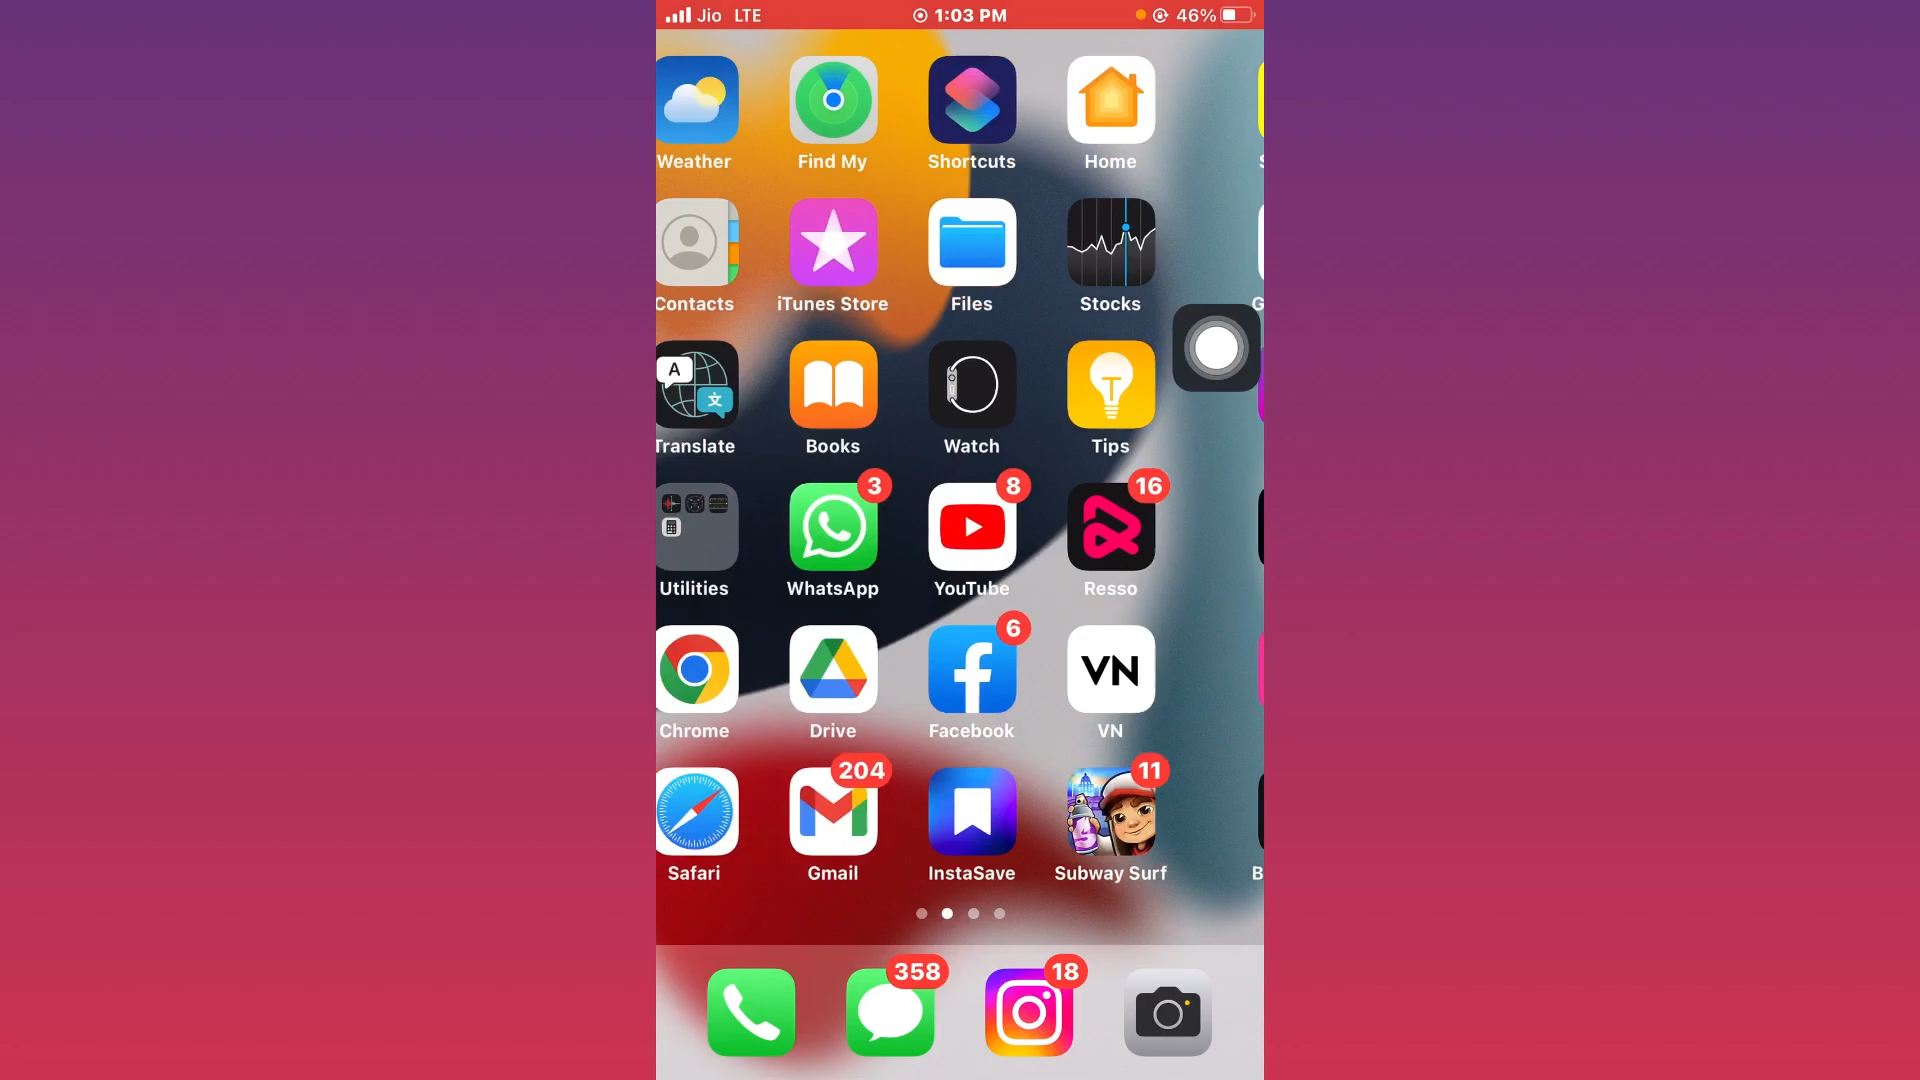 Jio LTE 1:03 PM 46%
Weather Find My Shortcuts Home
Contacts iTunes Store Files Stocks
A 文
Translate Books Watch Tips
3 8 16
Utilities WhatsApp YouTube Resso
6
VN
Chrome Drive Facebook VN
204 11
Safari Gmail InstaSave Subway Surf
358 18